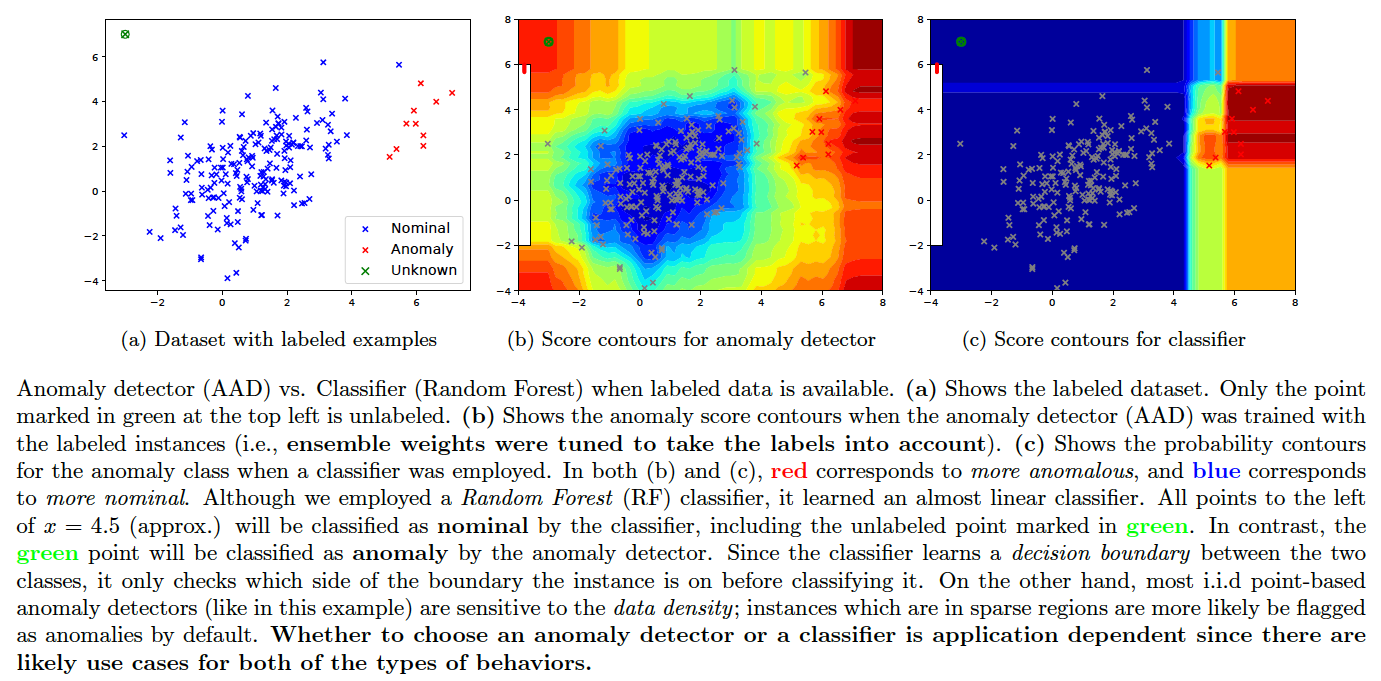 6
4
2
0
−2
−4
−2
0
2
4
6
Nominal
Anomaly
Unknown
8
6
4
2
0
−2
−4
−4
−2
0
2
4
6
8
8
6
4
2
0
−2
−4
−4
−2
0
2
4
6
8
(a) Dataset with labeled examples
(b) Score contours for anomaly detector
(c) Score contours for classifier
Anomaly detector (AAD) vs. Classifier (Random Forest) when labeled data is available. (a) Shows the labeled dataset. Only the point
marked in green at the top left is unlabeled. (b) Shows the anomaly score contours when the anomaly detector (AAD) was trained with
the labeled instances (i.e., ensemble weights were tuned to take the labels into account). (c) Shows the probability contours
for the anomaly class when a classifier was employed. In both (b) and (c), red corresponds to more anomalous, and blue corresponds
to more nominal. Although we employed a Random Forest (RF) classifier, it learned an almost linear classifier. All points to the left
of x = 4.5 (approx.) will be classified as nominal by the classifier, including the unlabeled point marked in green. In contrast, the
green point will be classified as anomaly by the anomaly detector. Since the classifier learns a decision boundary between the two
classes, it only checks which side of the boundary the instance is on before classifying it. On the other hand, most i.i.d point-based
anomaly detectors (like in this example) are sensitive to the data density; instances which are in sparse regions are more likely be flagged
as anomalies by default. Whether to choose an anomaly detector or a classifier is application dependent since there are
likely use cases for both of the types of behaviors.